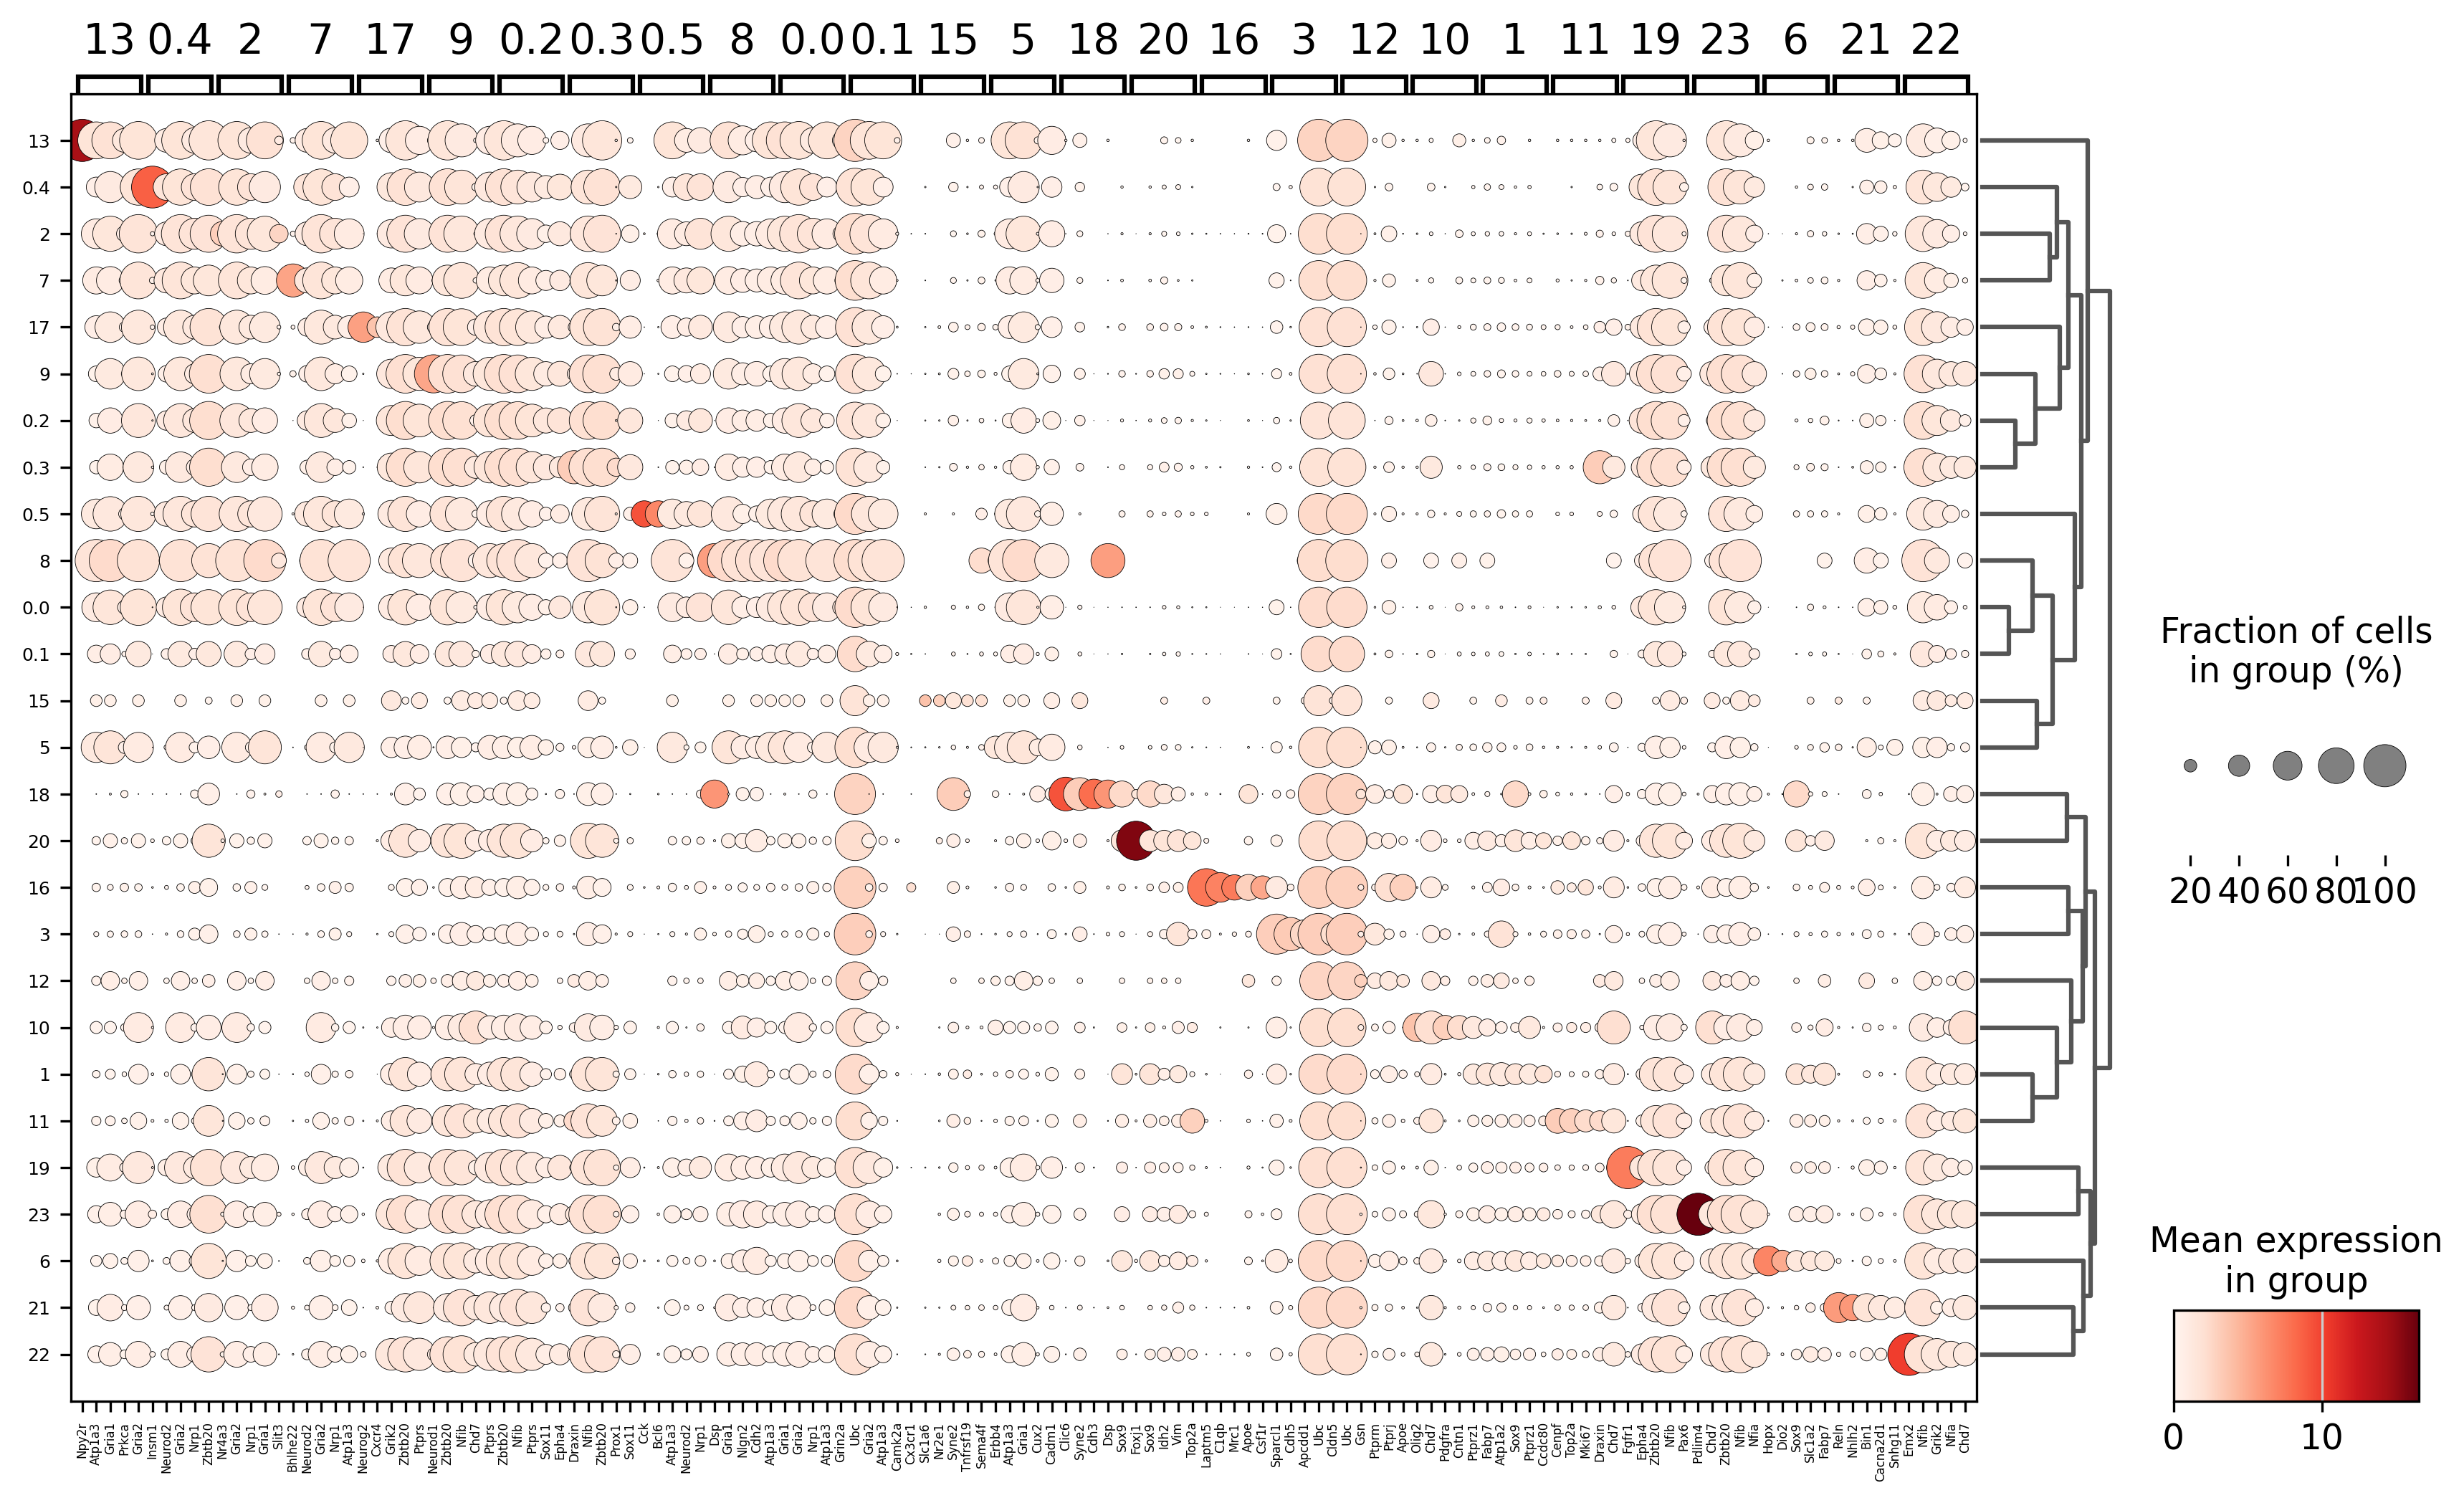 13 0.4 2 7 17 9 0.2 0.3 0.5 8 0.0 0.1 15 5 18 20 16 3 12 10 1 11 19 23 6 21 22
13
0.4
2
7
17
9
0.2
0.3
0.5
8
0.0
0.1
15
5
18
20
16
3
12
10
1
11
19
23
6
21
22
Npy2r
Atp1a3
Gria1
Prkca
Gria2
Insm1
Neurod2
Gria2
Nrp1
Zbtb20
Nr4a3
Gria2
Nrp1
Gria1
Slit3
Bhlhe22
Neurod2
Gria2
Nrp1
Atp1a3
Neurog2
Cxcr4
Grik2
Zbtb20
Ptprs
Neurod1
Zbtb20
Nfib
Chd7
Ptprs
Zbtb20
Nfib
Ptprs
Sox11
Epha4
Draxin
Nfib
Zbtb20
Prox1
Sox11
Cck
Bcl6
Atp1a3
Neurod2
Nrp1
Dsp
Gria1
Nlgn2
Cdh2
Atp1a3
Gria1
Gria2
Nrp1
Atp1a3
Grin2a
Ubc
Gria2
Atp1a3
Camk2a
Cx3cr1
Slc1a6
Nr2e1
Syne2
Tnfrsf19
Sema4f
Erbb4
Atp1a3
Gria1
Cux2
Cadm1
Clic6
Syne2
Cdh3
Dsp
Sox9
Foxj1
Sox9
Idh2
Vim
Top2a
Laptm5
C1qb
Mrc1
Apoe
Csf1r
Sparcl1
Cdh5
Apcdd1
Ubc
Cldn5
Ubc
Gsn
Ptprm
Ptprj
Apoe
Olig2
Chd7
Pdgfra
Cntn1
Ptprz1
Fabp7
Atp1a2
Sox9
Ptprz1
Ccdc80
Cenpf
Top2a
Mki67
Draxin
Chd7
Fgfr1
Epha4
Zbtb20
Nfib
Pax6
Pdlim4
Chd7
Zbtb20
Nfib
Nfia
Hopx
Dio2
Sox9
Slc1a2
Fabp7
Reln
Nhlh2
Bin1
Cacna2d1
Snhg11
Emx2
Nfib
Grik2
Nfia
Chd7
Fraction of cells
in group (%)
20 40 60 80 100
Mean expression
in group
0 10